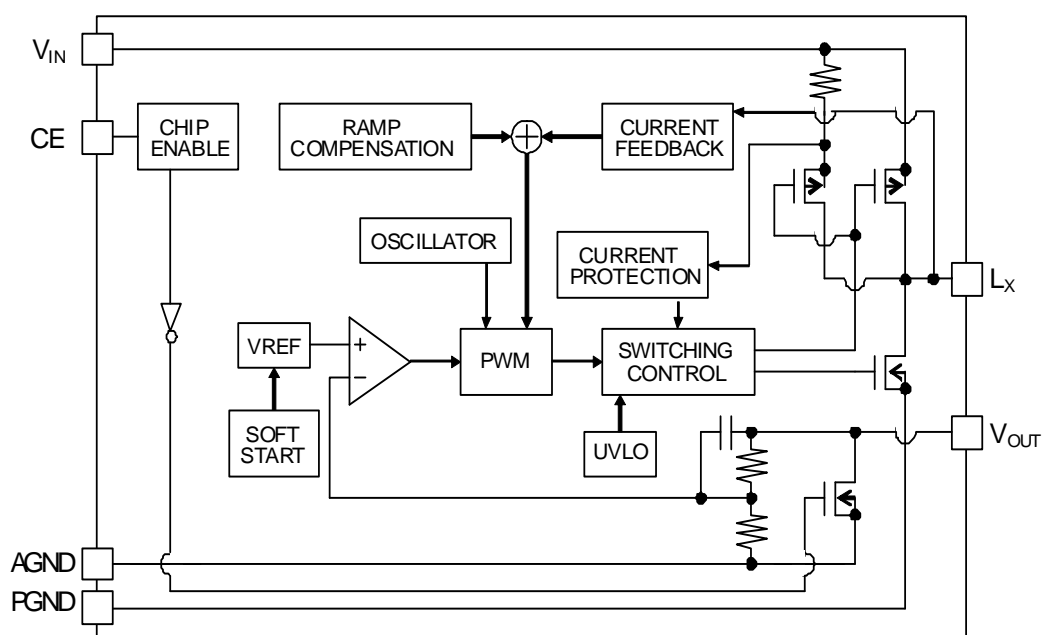 VIN
CE
CHIP
ENABLE
RAMP
COMPENSATION
+
CURRENT
FEEDBACK
OSCILLATOR
CURRENT
PROTECTION
LX
VREF
+
−
PWM
SWITCHING
CONTROL
SOFT
START
UVLO
VOUT
AGND
PGND